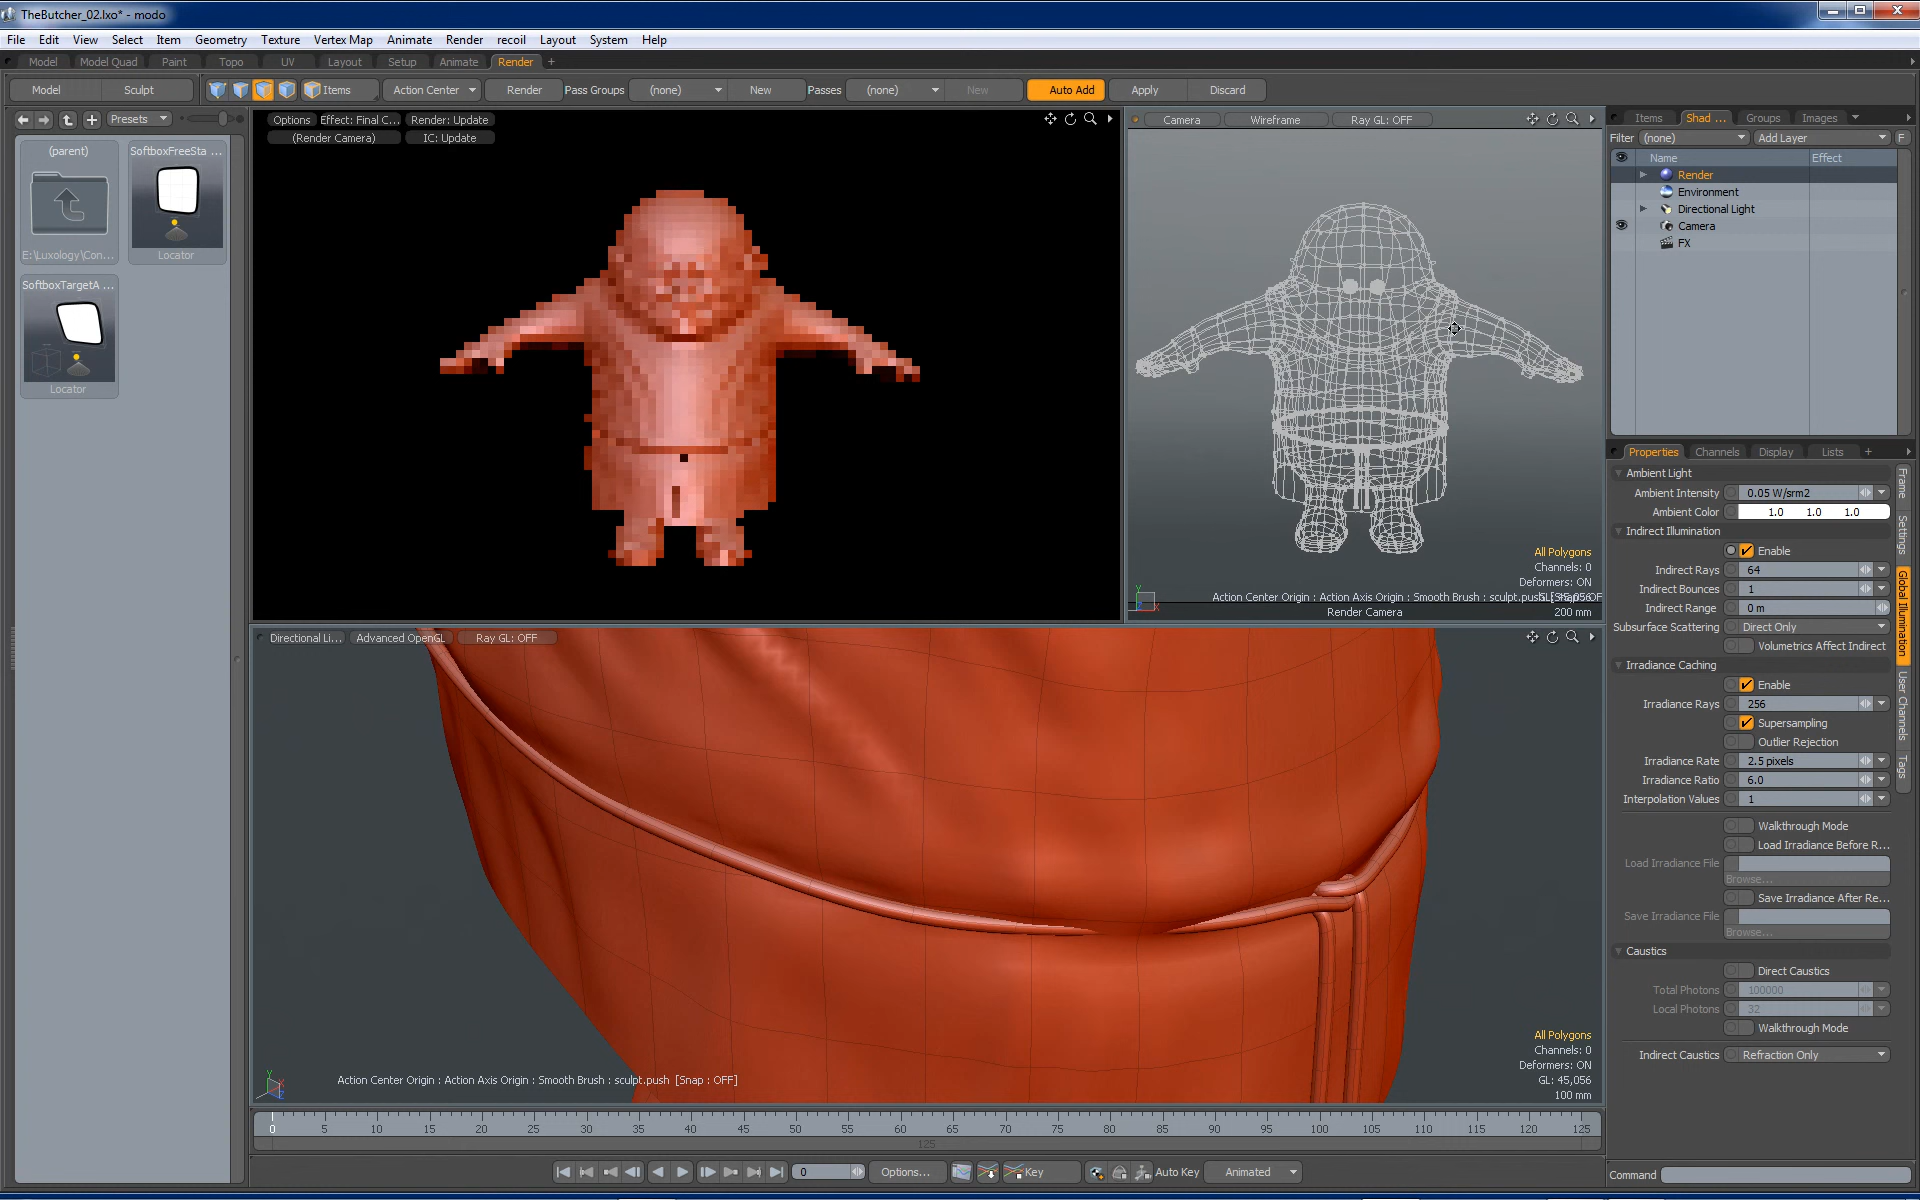 TheBudtcher_02.lxo* - modo
File Edit View Select Item Geometry Texture Vertex Map Animate Render recoil Layout System Help
Model Model Quad Paint Topo UV Layout Setup Animate Render +
Model Sculpt Items Action Center Render Pass Groups (none) New Passes (none) New Auto Add Apply Discard
Presets
(parent)
E:\Luxology\Con...
SoftboxFreeSta ...
Locator
SoftboxTargetA ...
Locator
Options Effect: Final C... Render: Update
(Render Camera) IC: Update
Camera Wireframe Ray GL: OFF
All Polygons
Channels: 0
Deformers: ON
Action Center Origin : Action Axis Origin : Smooth Brush : sculpt.push
Render Camera
200 mm
Directional Li... Advanced OpenGL Ray GL: OFF
All Polygons
Channels: 0
Deformers: ON
GL: 45,056
100 mm
Action Center Origin : Action Axis Origin : Smooth Brush : sculpt.push [Snap : OFF]
0 5 10 15 20 25 30 35 40 45 50 55 60 65 70 75 80 85 90 95 100 105 110 115 120 125
125
0 Options... Key Auto Key Animated
Items Shad ... Groups Images
Filter (none) Add Layer F
Name Effect
Render
Environment
Directional Light
Camera
FX
Properties Channels Display Lists +
Ambient Light
Ambient Intensity 0.05 W/srm2
Ambient Color 1.0 1.0 1.0
Indirect Illumination
Enable
Indirect Rays 64
Indirect Bounces 1
Indirect Range 0 m
Subsurface Scattering Direct Only
Volumetrics Affect Indirect
Irradiance Caching
Enable
Irradiance Rays 256
Supersampling
Outlier Rejection
Irradiance Rate 2.5 pixels
Irradiance Ratio 6.0
Interpolation Values 1
Walkthrough Mode
Load Irradiance Before R...
Load Irradiance File
Browse...
Save Irradiance After Re...
Save Irradiance File
Browse...
Caustics
Direct Caustics
Total Photons 100000
Local Photons 32
Walkthrough Mode
Indirect Caustics Refraction Only
Frame
Settings
Global Illumination
User Channels
Tags
Command